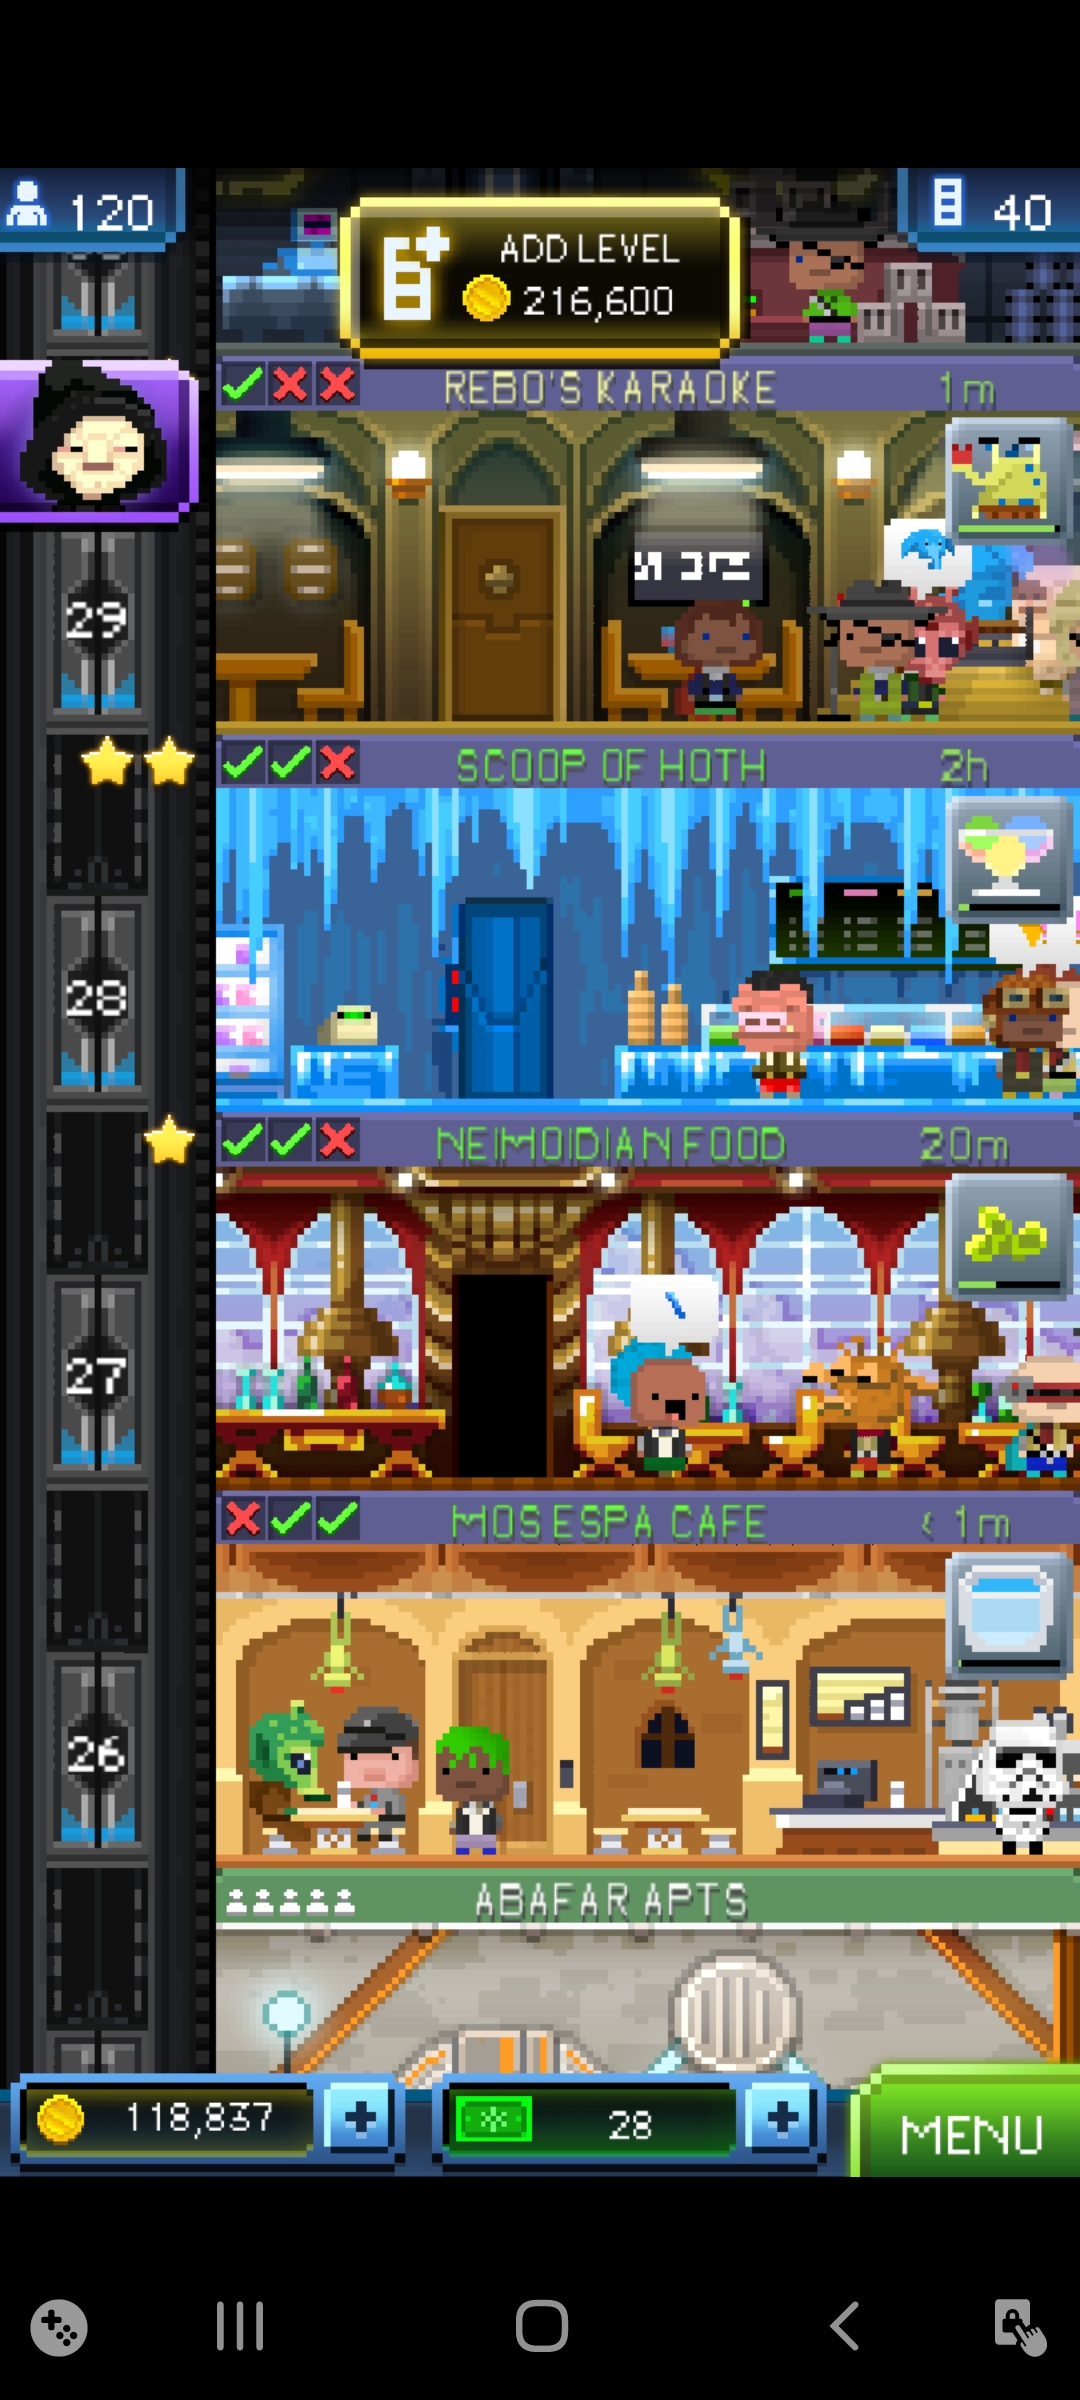 120
ADD LEVEL
216,600
40
REBO'S KARAOKE
1m
29
SCOOP OF HOTH
2h
28
NEIMOIDIAN FOOD
20m
27
MOS ESPA CAFE
< 1m
26
ABAFAR APTS
118,837
+
28
+
MENU